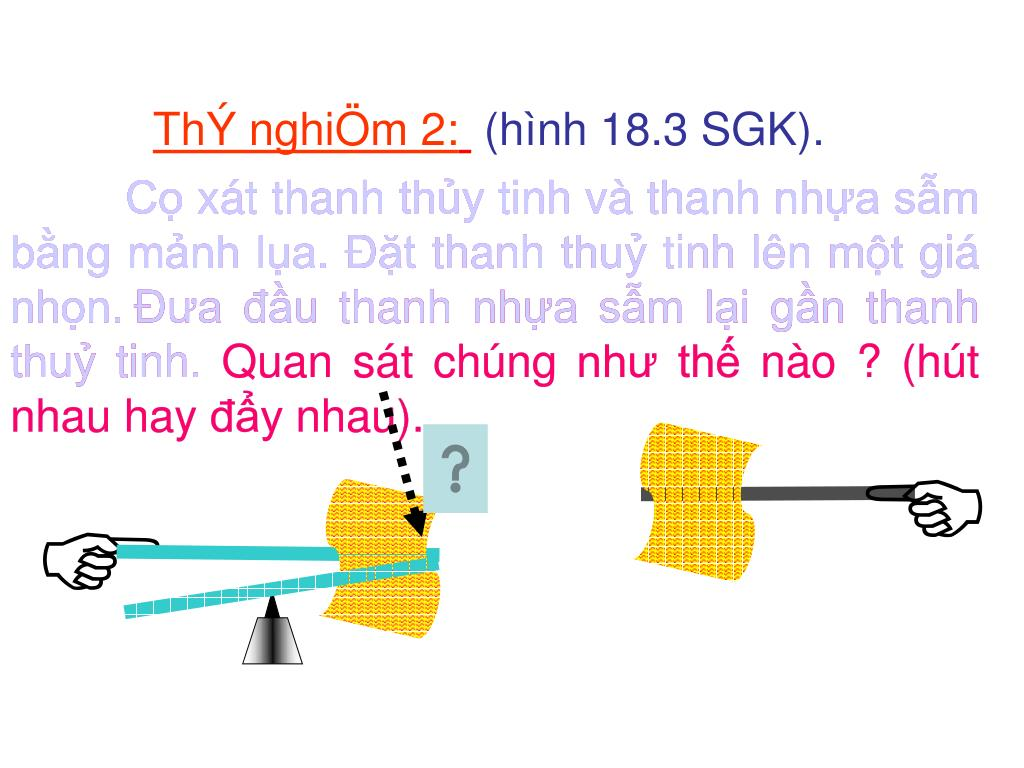 ThÝ nghiÖm 2: (hình 18.3 SGK).
Cọ xát thanh thủy tinh và thanh nhựa sẫm
bằng mảnh lụa. Đặt thanh thuỷ tinh lên một giá
nhọn. Đưa đầu thanh nhựa sẫm lại gần thanh
thuỷ tinh. Quan sát chúng như thế nào ? (hút
nhau hay đẩy nhau).
?